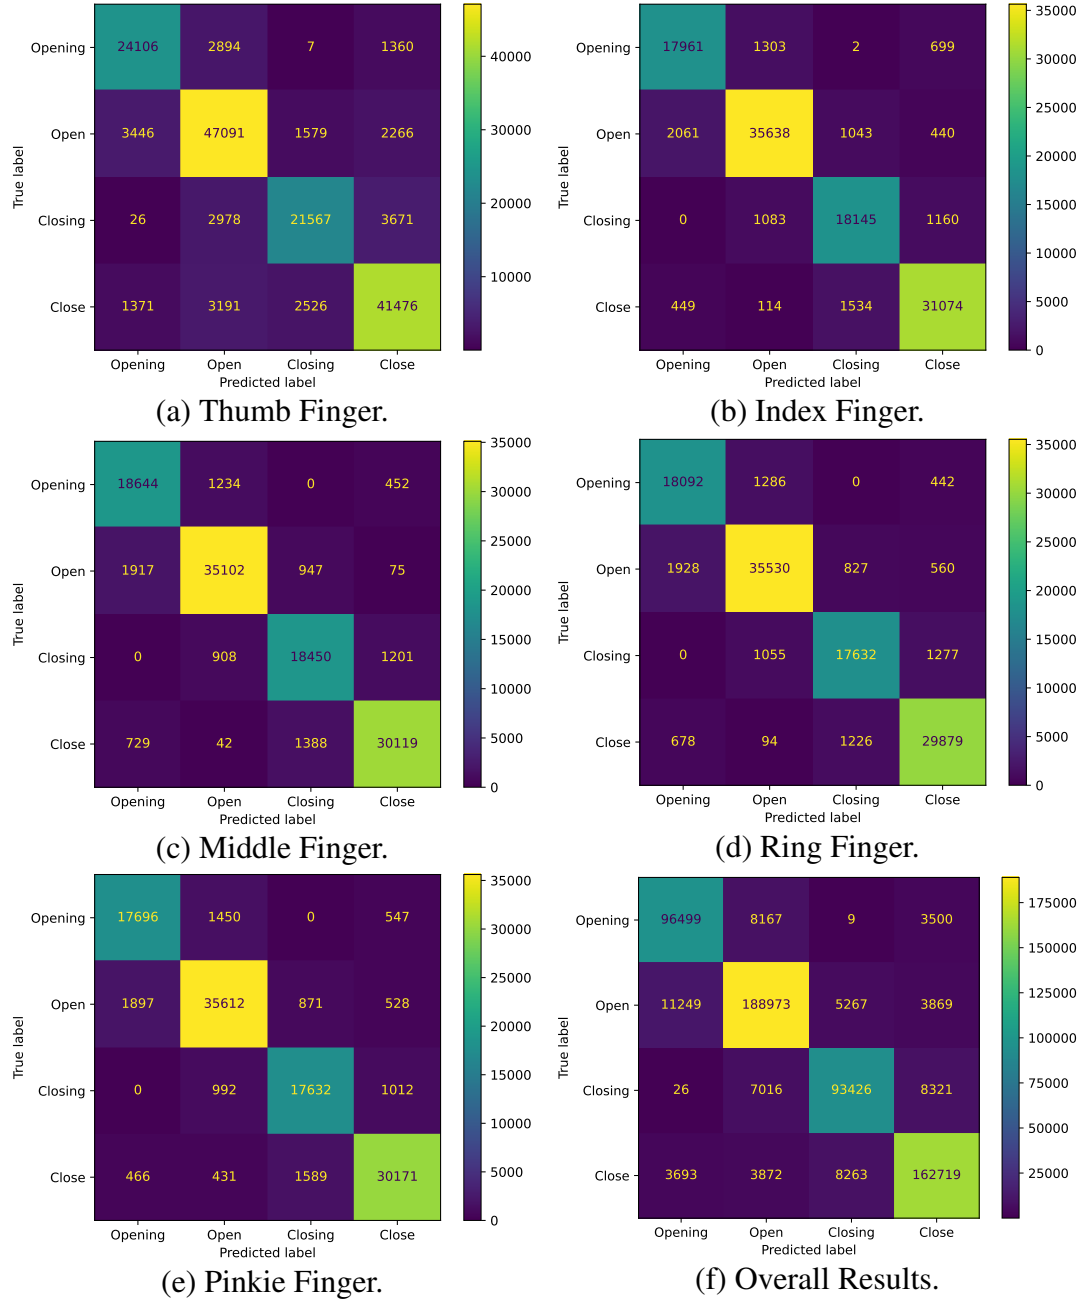 Opening 24106 2894 7 1360
Open 3446 47091 1579 2266
Closing 26 2978 21567 3671
Close 1371 3191 2526 41476
Opening Open Closing Close
Predicted label
True label
40000
30000
20000
10000
(a) Thumb Finger.
Opening 17961 1303 2 699
Open 2061 35638 1043 440
Closing 0 1083 18145 1160
Close 449 114 1534 31074
Opening Open Closing Close
Predicted label
True label
35000
30000
25000
20000
15000
10000
5000
0
(b) Index Finger.
Opening 18644 1234 0 452
Open 1917 35102 947 75
Closing 0 908 18450 1201
Close 729 42 1388 30119
Opening Open Closing Close
Predicted label
True label
35000
30000
25000
20000
15000
10000
5000
0
(c) Middle Finger.
Opening 18092 1286 0 442
Open 1928 35530 827 560
Closing 0 1055 17632 1277
Close 678 94 1226 29879
Opening Open Closing Close
Predicted label
True label
35000
30000
25000
20000
15000
10000
5000
0
(d) Ring Finger.
Opening 17696 1450 0 547
Open 1897 35612 871 528
Closing 0 992 17632 1012
Close 466 431 1589 30171
Opening Open Closing Close
Predicted label
True label
35000
30000
25000
20000
15000
10000
5000
0
(e) Pinkie Finger.
Opening 96499 8167 9 3500
Open 11249 188973 5267 3869
Closing 26 7016 93426 8321
Close 3693 3872 8263 162719
Opening Open Closing Close
Predicted label
True label
175000
150000
125000
100000
75000
50000
25000
(f) Overall Results.